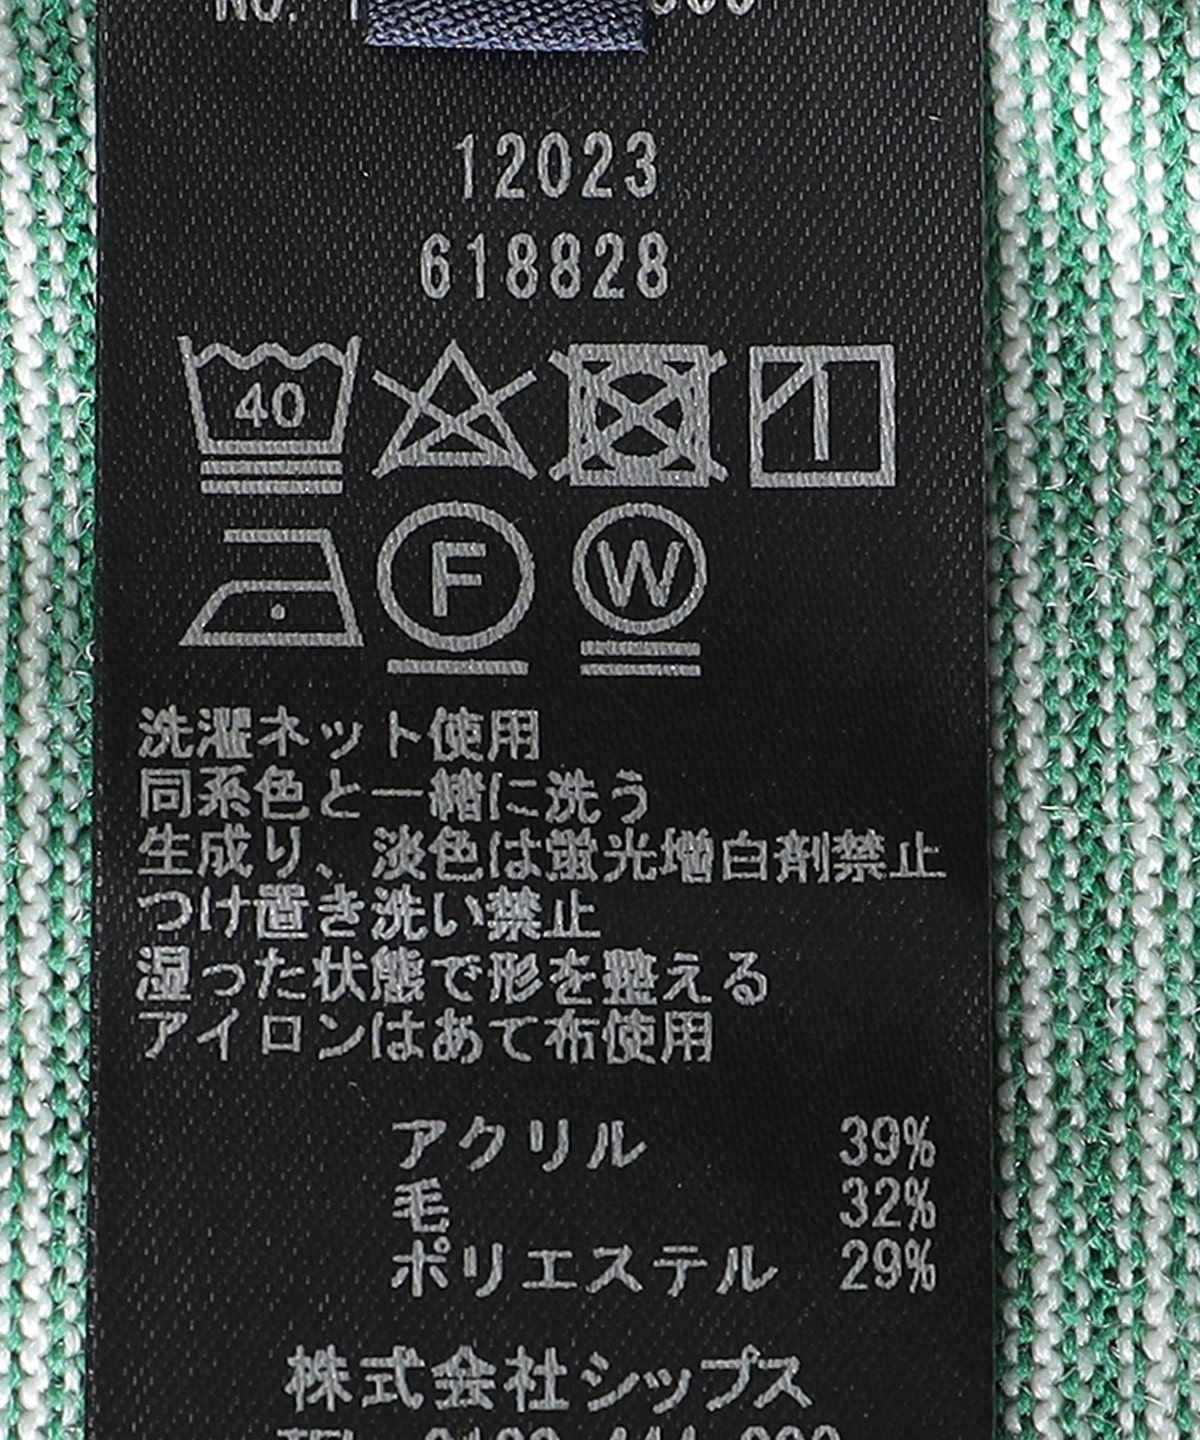 No.
12023
618828
40
F
W
洗濯ネット使用
同系色と一緒に洗う
生成り、淡色は蛍光増白剤禁止
つけ置き洗い禁止
湿った状態で形を整える
アイロンはあて布使用
アクリル 39%
毛 32%
ポリエステル 29%
株式会社シップス